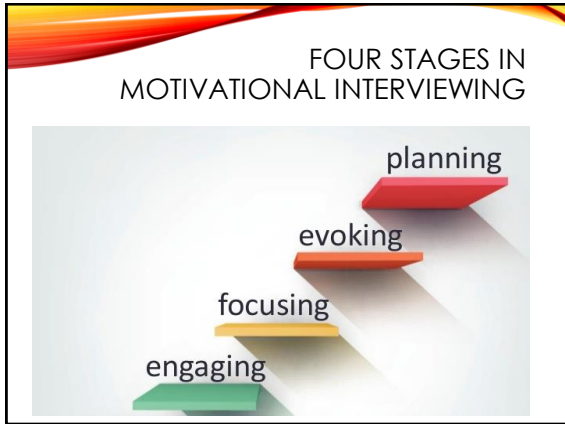 FOUR STAGES IN
MOTIVATIONAL INTERVIEWING
planning
evoking
focusing
engaging